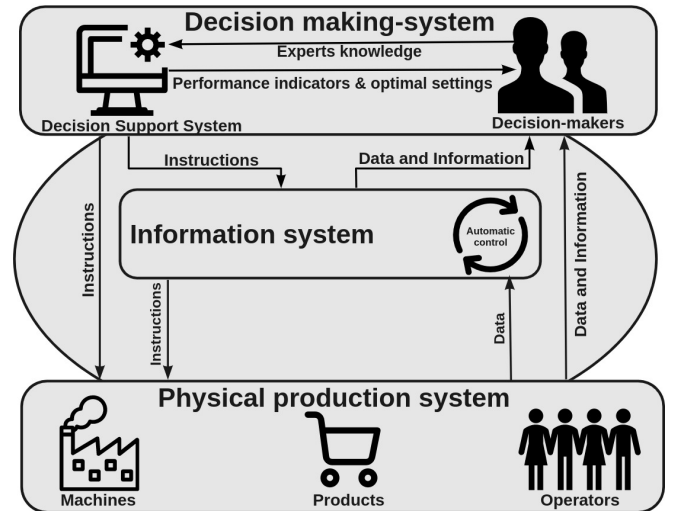 Decision making-system
Experts knowledge
Performance indicators & optimal settings
Decision Support System
Decision-makers
Instructions
Data and Information
Instructions
Information system
Automatic
control
Data and Information
Instructions
Data
Physical production system
Machines
Products
Operators